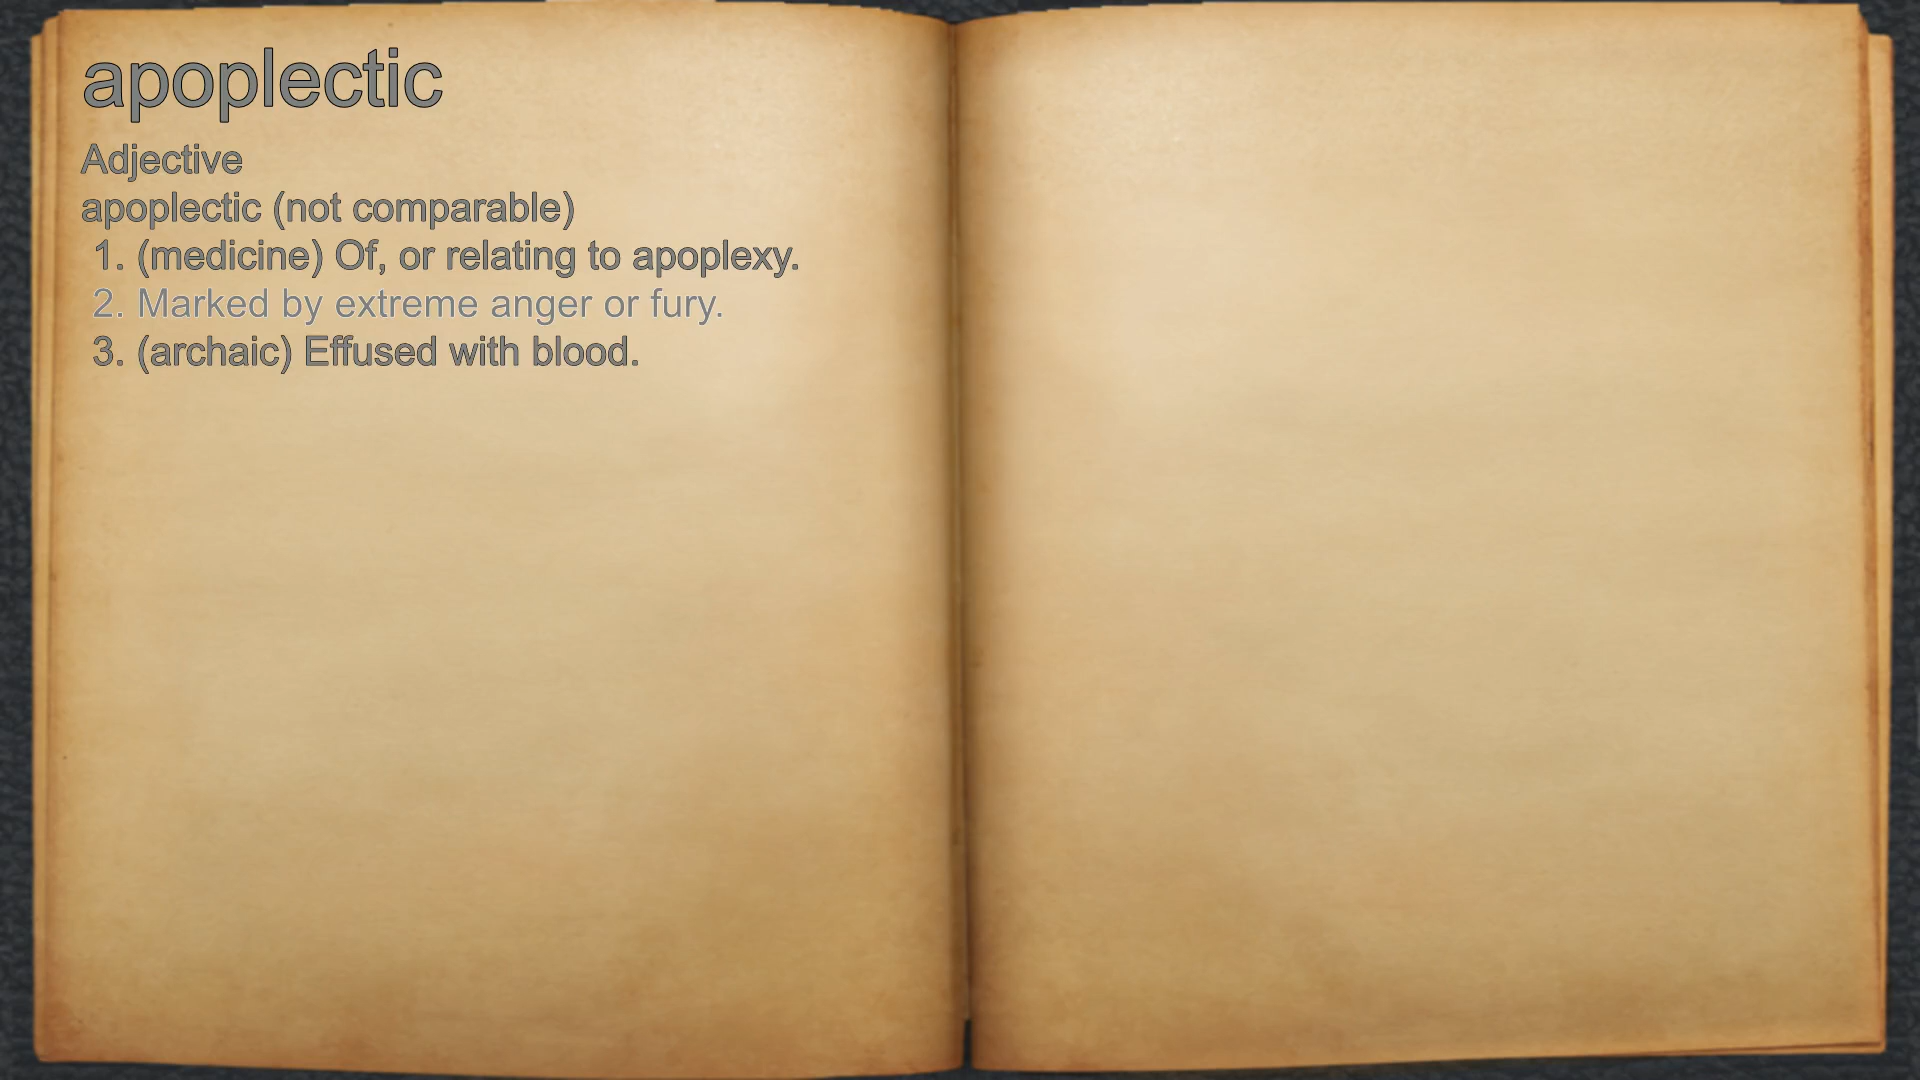 apoplectic
Adjective
apoplectic (not comparable)
1. (medicine) Of, or relating to apoplexy.
2. Marked by extreme anger or fury.
3. (archaic) Effused with blood.